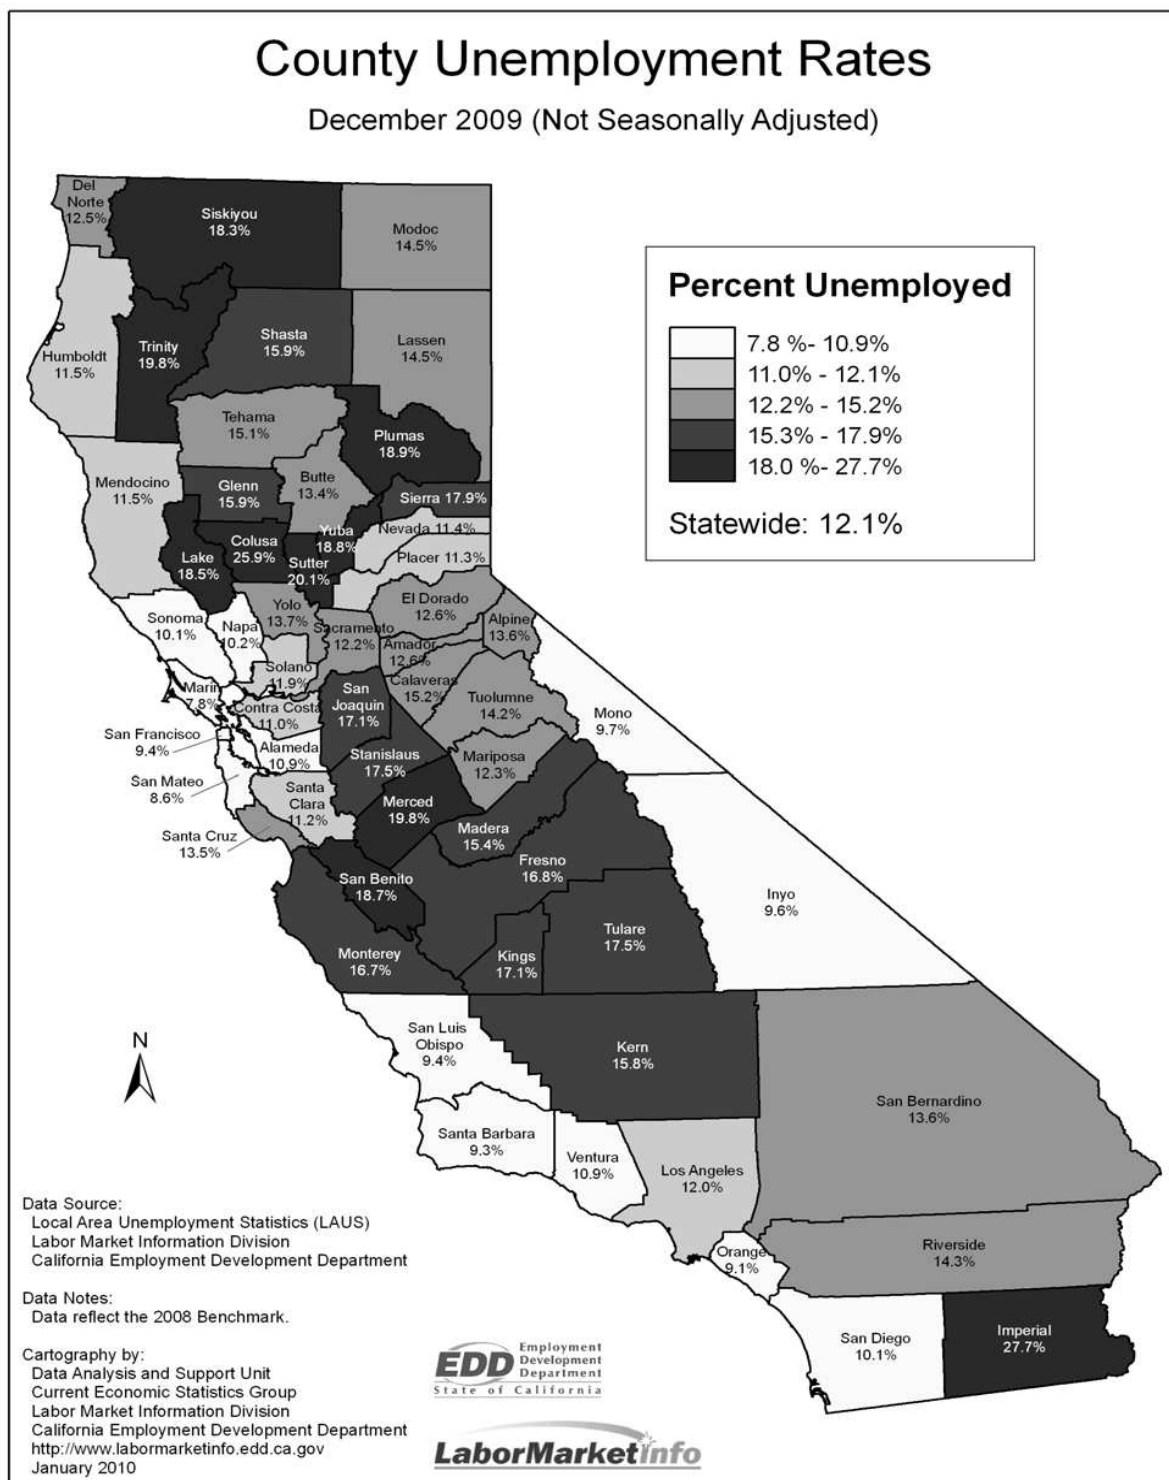 County Unemployment Rates
December 2009 (Not Seasonally Adjusted)
Del
Norte
12.5%
Siskiyou
18.3%
Modoc
14.5%
Percent Unemployed
7.8 %- 10.9%
11.0% - 12.1%
12.2% - 15.2%
15.3% - 17.9%
18.0 %- 27.7%
Statewide: 12.1%
Humboldt
11.5%
Trinity
19.8%
Shasta
15.9%
Lassen
14.5%
Tehama
15.1%
Plumas
18.9%
Mendocino
11.5%
Glenn
15.9%
Butte
13.4%
Sierra 17.9%
Lake
18.5%
Colusa
25.9%
Sutter
20.1%
Yuba
18.8%
Nevada 11.4%
Placer 11.3%
Sonoma
10.1%
Napa
10.2%
Yolo
13.7%
Sacramento
12.2%
El Dorado
12.6%
Alpine
13.6%
Amador
12.6%
Solano
11.9%
Marin
7.8%
Calaveras
15.2%
Tuolumne
14.2%
Mono
9.7%
Contra Costa
11.0%
San
Joaquin
17.1%
San Francisco
9.4%
Alameda
10.9%
Stanislaus
17.5%
Mariposa
12.3%
San Mateo
8.6%
Santa
Clara
11.2%
Merced
19.8%
Madera
15.4%
Santa Cruz
13.5%
San Benito
18.7%
Fresno
16.8%
Inyo
9.6%
Monterey
16.7%
Kings
17.1%
Tulare
17.5%
N
San Luis
Obispo
9.4%
Kern
15.8%
San Bernardino
13.6%
Santa Barbara
9.3%
Ventura
10.9%
Los Angeles
12.0%
Orange
9.1%
Riverside
14.3%
San Diego
10.1%
Imperial
27.7%
Data Source:
Local Area Unemployment Statistics (LAUS)
Labor Market Information Division
California Employment Development Department
Data Notes:
Data reflect the 2008 Benchmark.
Cartography by:
Data Analysis and Support Unit
Current Economic Statistics Group
Labor Market Information Division
California Employment Development Department
http://www.labormarketinfo.edd.ca.gov
January 2010
EDD
Employment
Development
Department
State of California
LaborMarketInfo